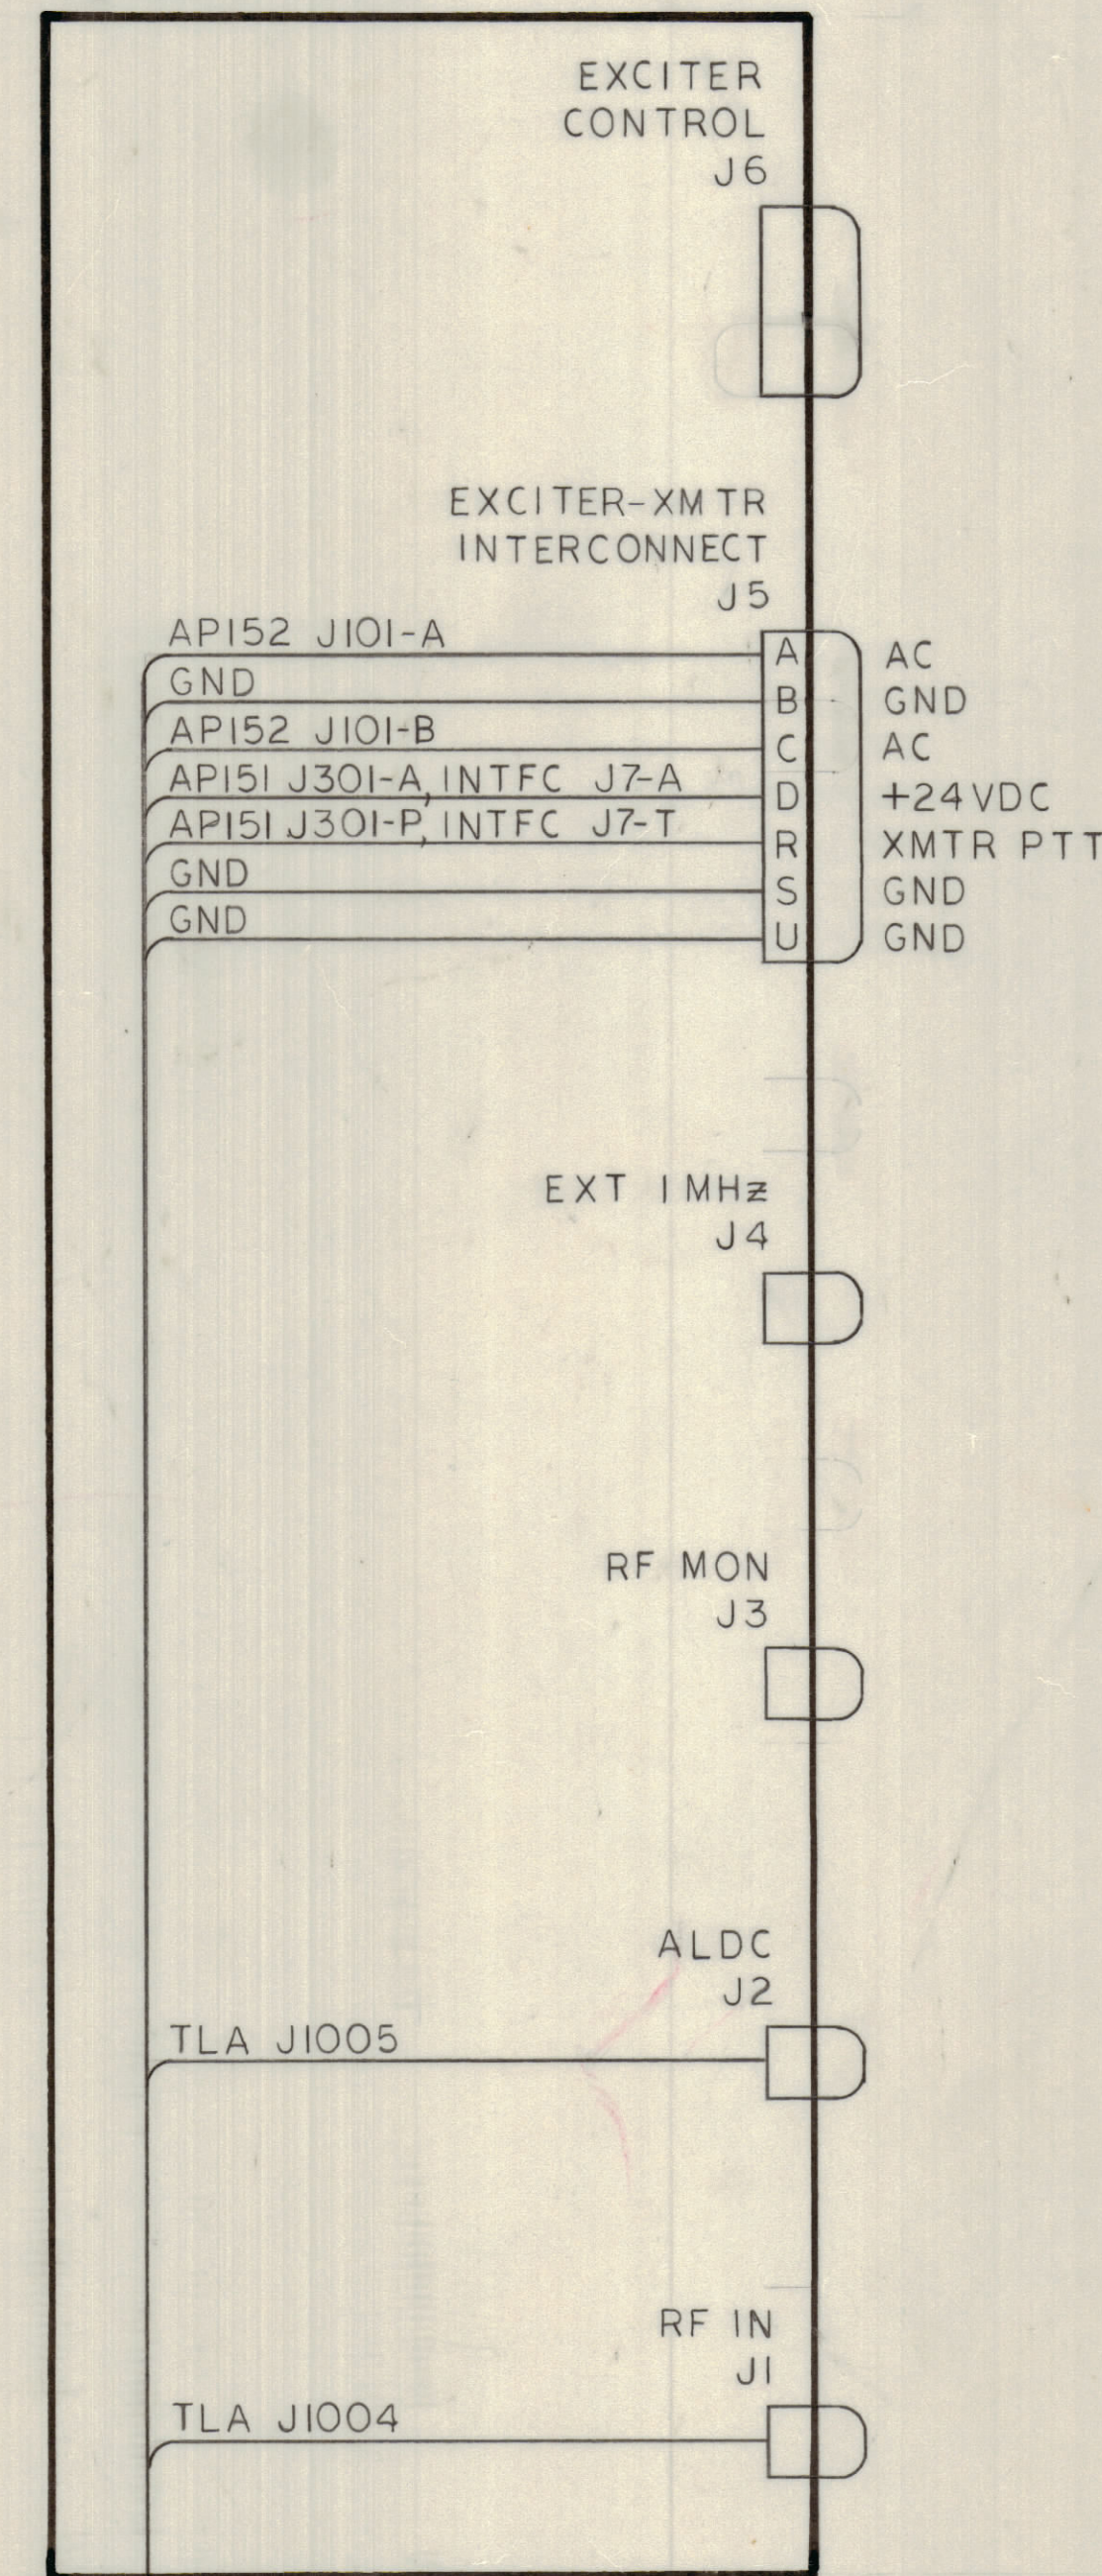 EXCITER
CONTROL
J6
EXCITER-XMTR
INTERCONNECT
J5
AP152 J101-A A AC
GND B GND
AP152 J101-B C AC
AP151 J301-A, INTFC J7-A D +24VDC
AP151 J301-P, INTFC J7-T R XMTR PTT
GND S GND
GND U GND
EXT 1MHz
J4
RF MON
J3
ALDC
J2
TLA J1005
RF IN
J1
TLA J1004